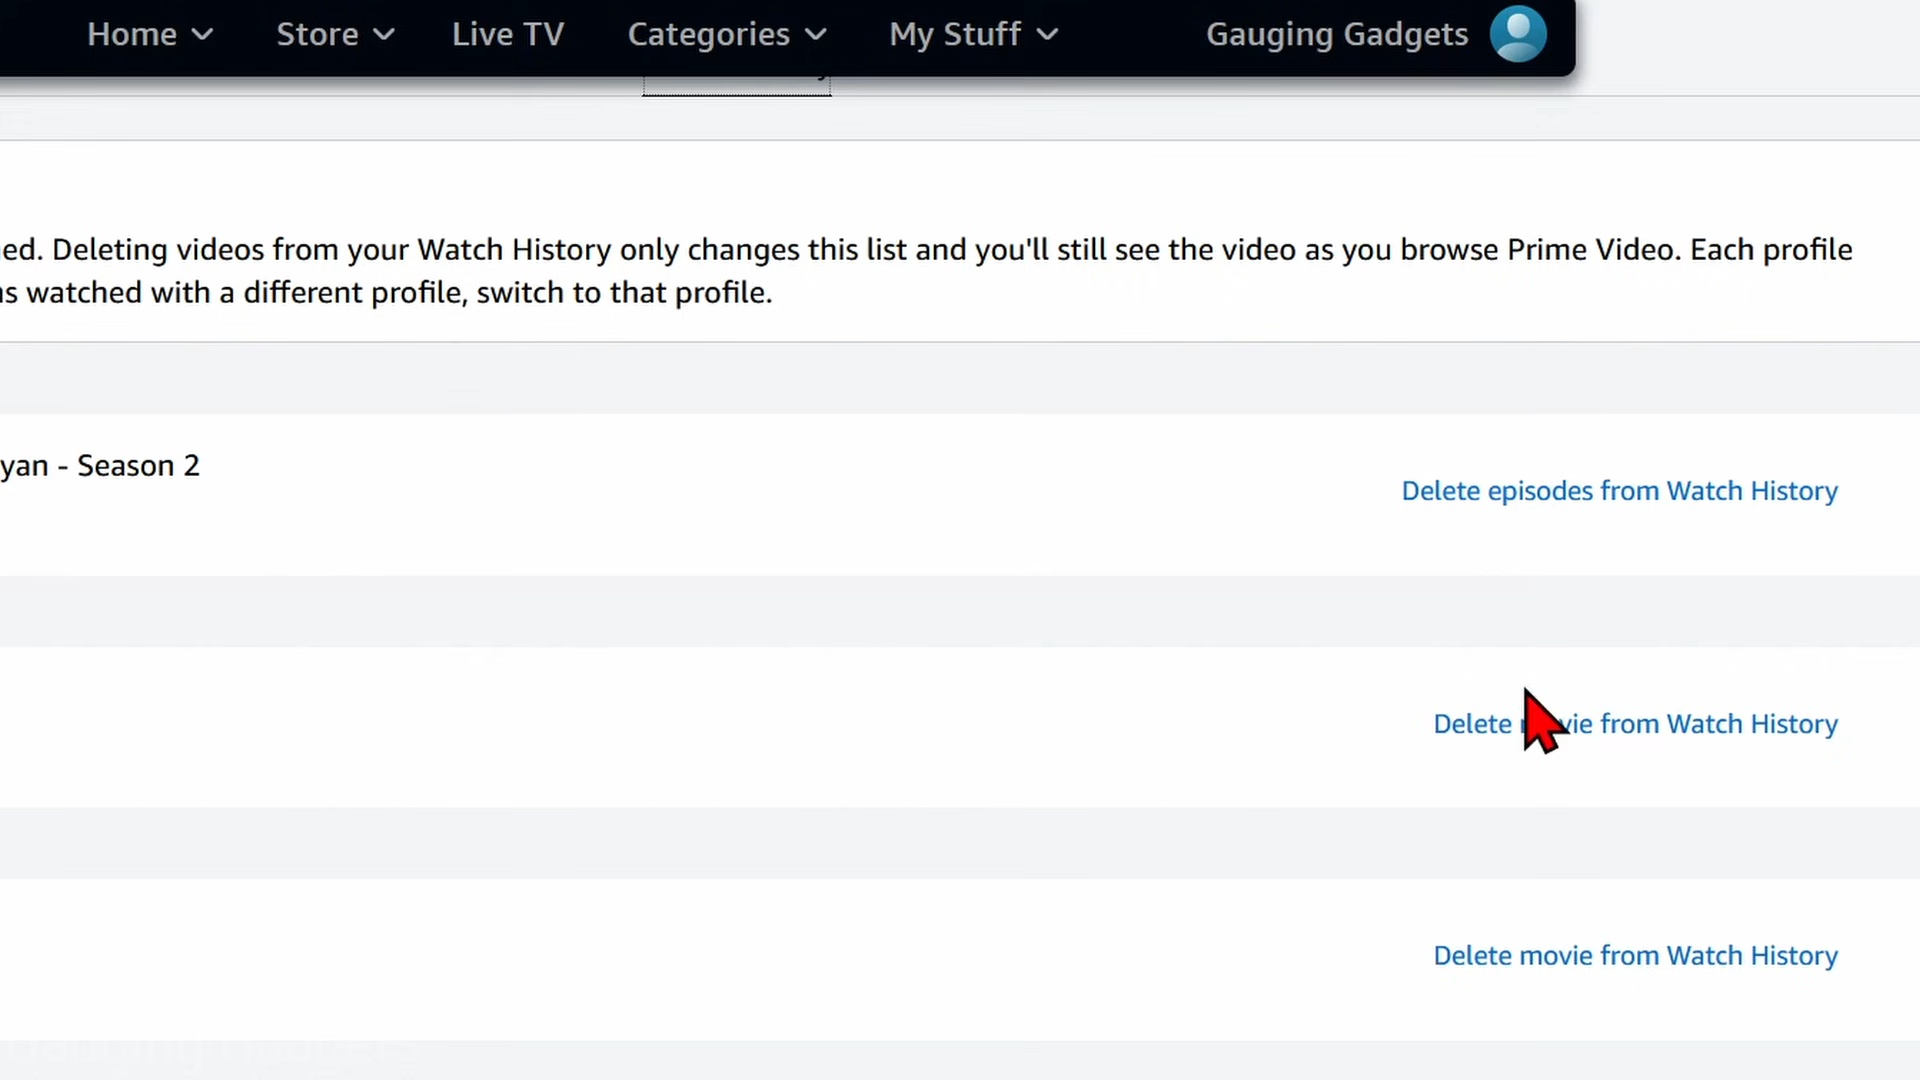 Home Store Live TV Categories My Stuff Gauging Gadgets
ed. Deleting videos from your Watch History only changes this list and you'll still see the video as you browse Prime Video. Each profile
s watched with a different profile, switch to that profile.
yan - Season 2
Delete episodes from Watch History
Delete from Watch History
Delete movie from Watch History